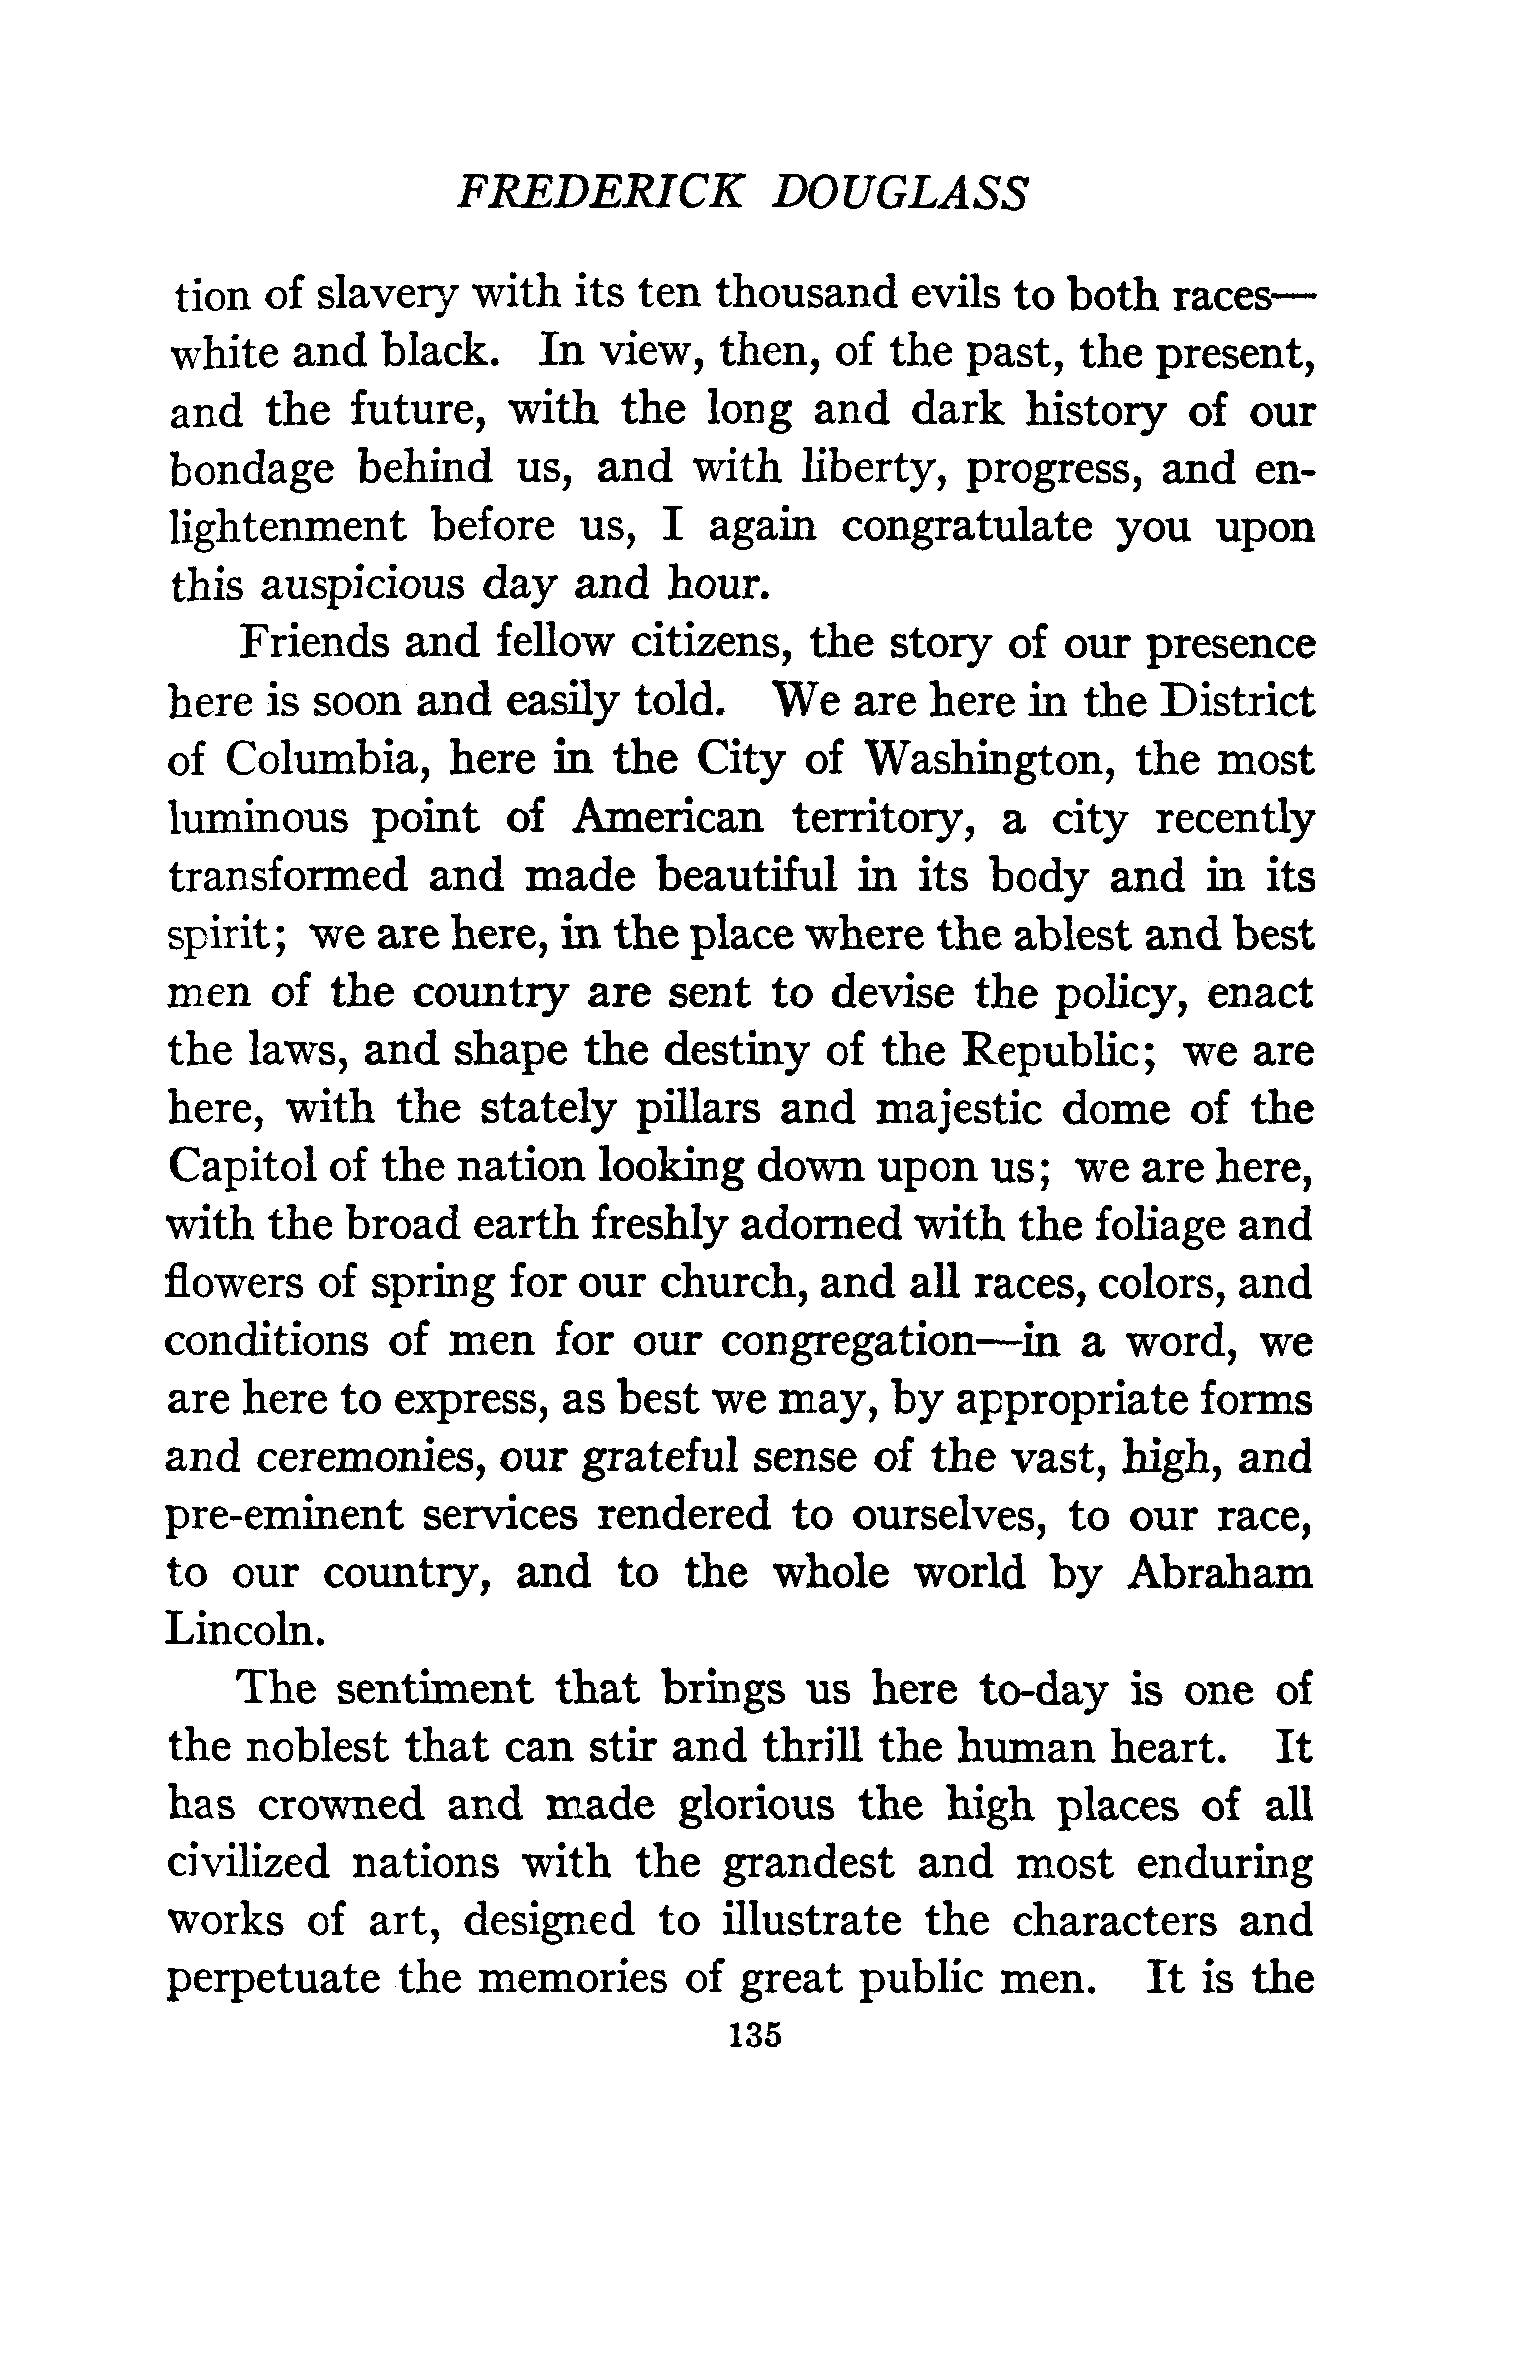 FREDERICK DOUGLASS
tion of slavery with its ten thousand evils to both races—
white and black. In view, then, of the past, the present,
and the future, with the long and dark history of our
bondage behind us, and with liberty, progress, and en-
lightenment before us, I again congratulate you upon
this auspicious day and hour.
Friends and fellow citizens, the story of our presence
here is soon and easily told. We are here in the District
of Columbia, here in the City of Washington, the most
luminous point of American territory, a city recently
transformed and made beautiful in its body and in its
spirit; we are here, in the place where the ablest and best
men of the country are sent to devise the policy, enact
the laws, and shape the destiny of the Republic; we are
here, with the stately pillars and majestic dome of the
Capitol of the nation looking down upon us; we are here,
with the broad earth freshly adorned with the foliage and
flowers of spring for our church, and all races, colors, and
conditions of men for our congregation—in a word, we
are here to express, as best we may, by appropriate forms
and ceremonies, our grateful sense of the vast, high, and
pre-eminent services rendered to ourselves, to our race,
to our country, and to the whole world by Abraham
Lincoln.
The sentiment that brings us here to-day is one of
the noblest that can stir and thrill the human heart. It
has crowned and made glorious the high places of all
civilized nations with the grandest and most enduring
works of art, designed to illustrate the characters and
perpetuate the memories of great public men. It is the
135